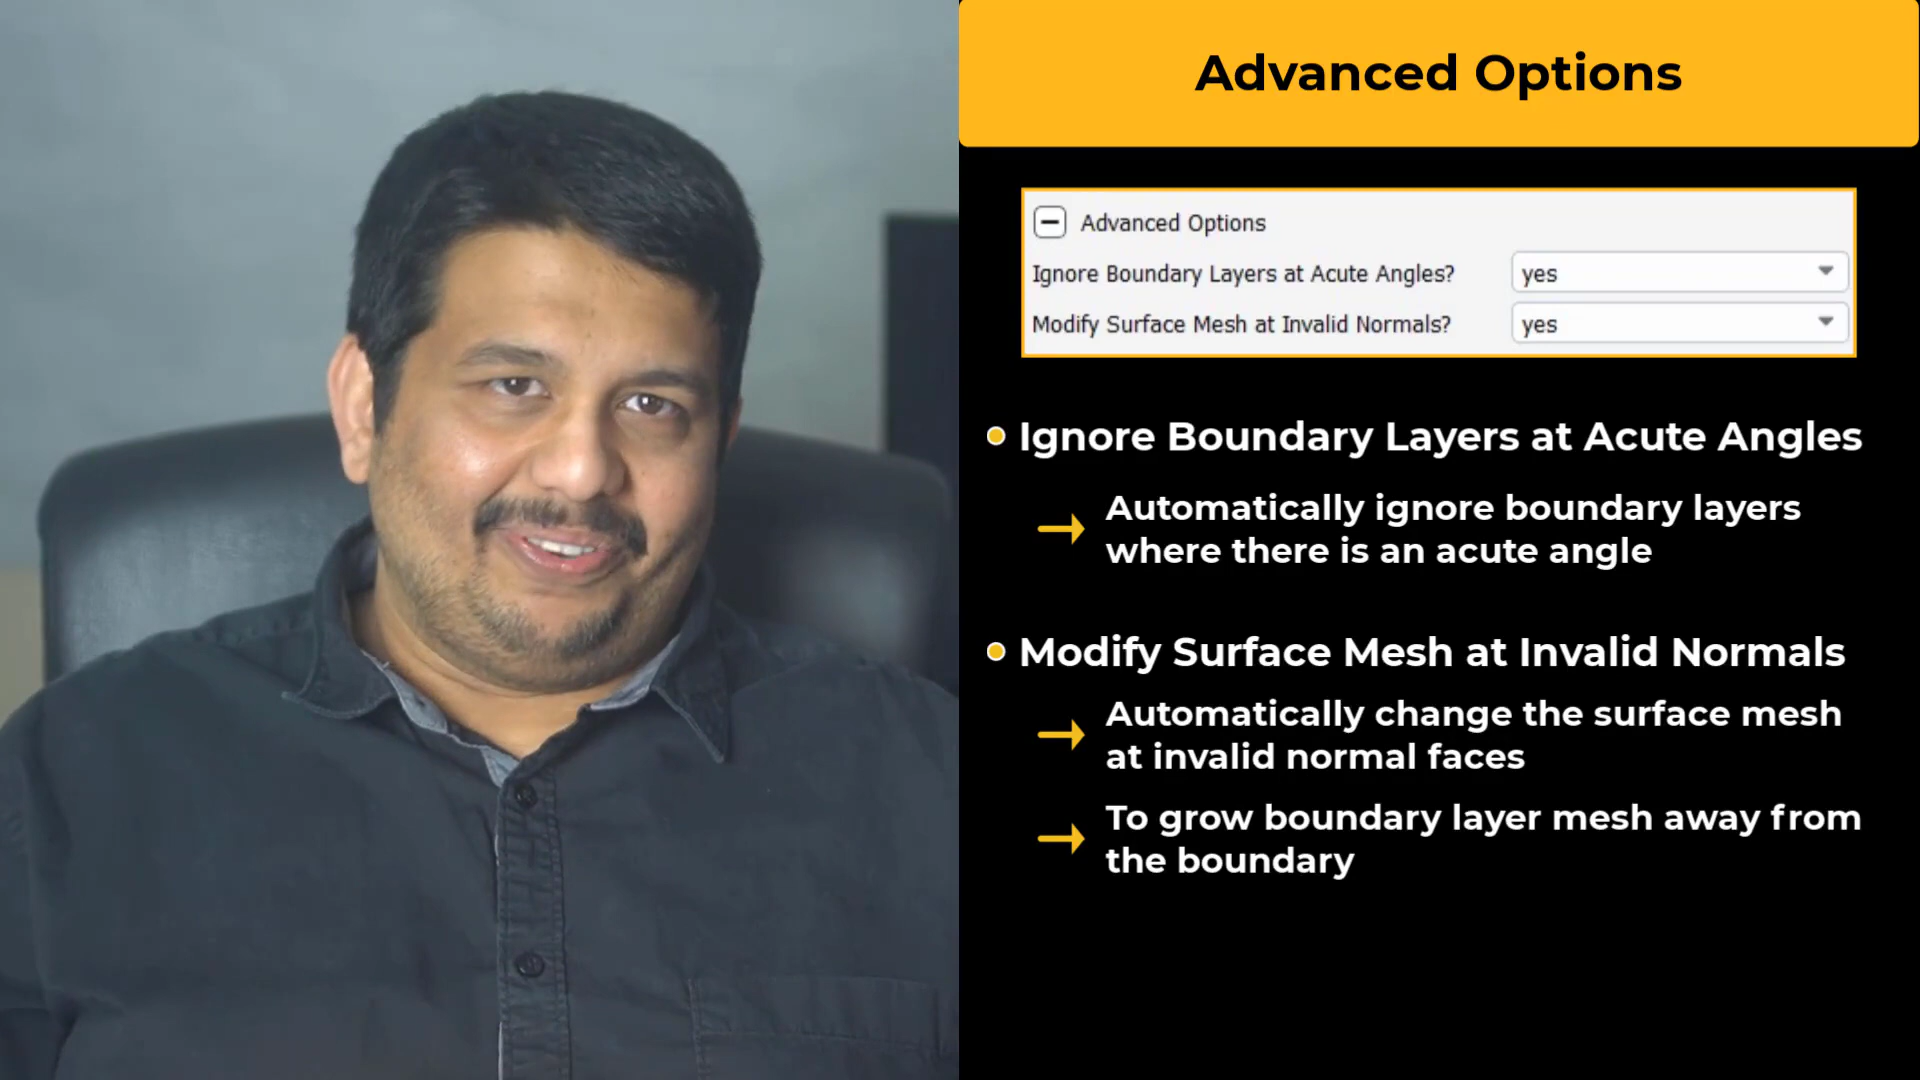 Advanced Options
Advanced Options
Ignore Boundary Layers at Acute Angles? yes
Modify Surface Mesh at Invalid Normals? yes
Ignore Boundary Layers at Acute Angles
Automatically ignore boundary layers
where there is an acute angle
Modify Surface Mesh at Invalid Normals
Automatically change the surface mesh
at invalid normal faces
To grow boundary layer mesh away from
the boundary